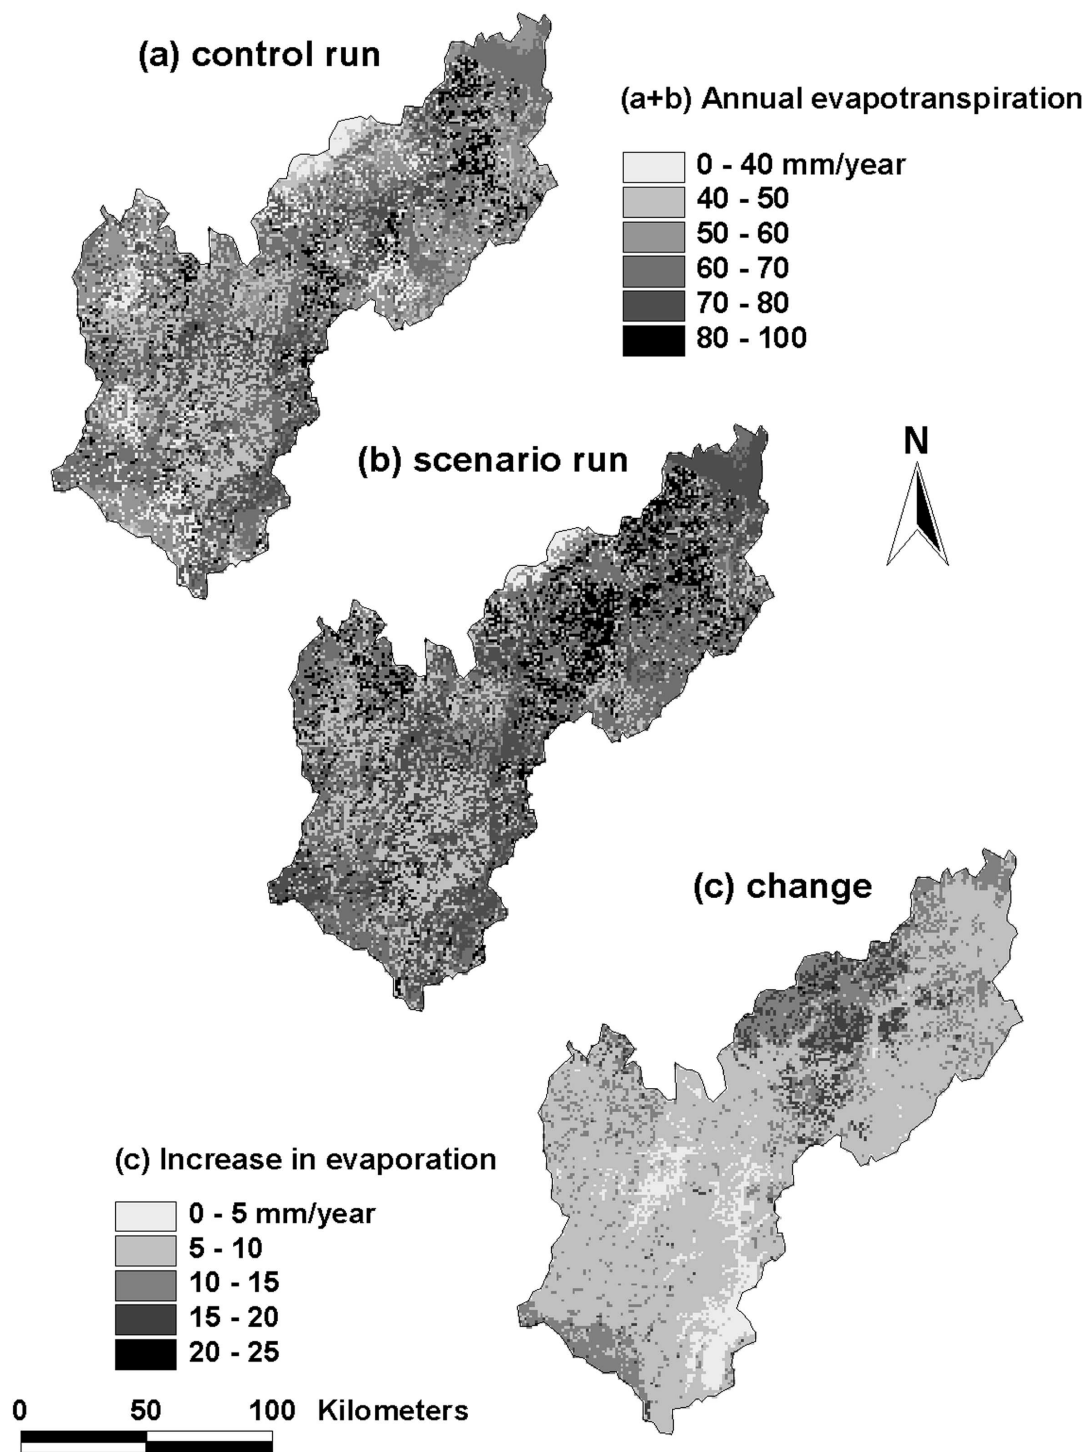 (a) control run
(a+b) Annual evapotranspiration
0 - 40 mm/year
40 - 50
50 - 60
60 - 70
70 - 80
80 - 100
(b) scenario run
N
(c) change
(c) Increase in evaporation
0 - 5 mm/year
5 - 10
10 - 15
15 - 20
20 - 25
0 50 100 Kilometers